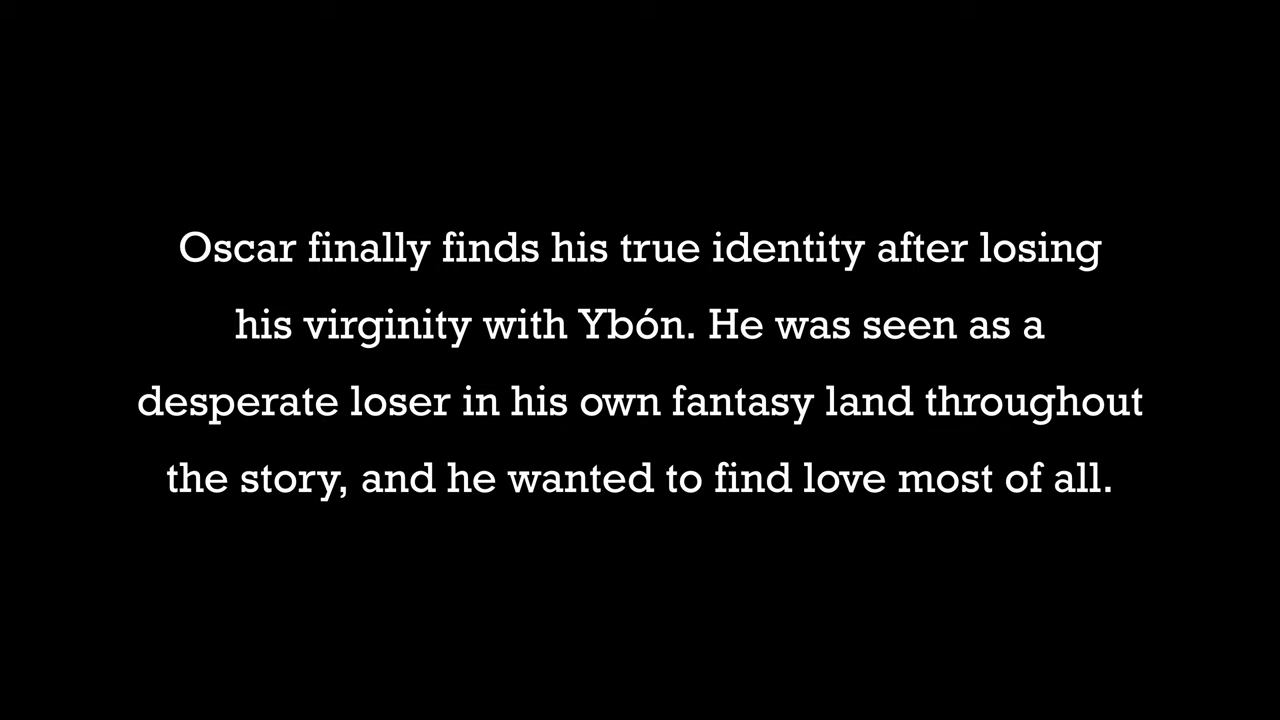 Oscar finally finds his true identity after losing
his virginity with Ybón. He was seen as a
desperate loser in his own fantasy land throughout
the story, and he wanted to find love most of all.